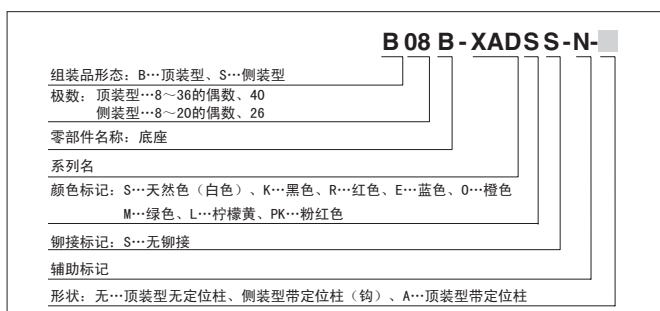 B 08 B - XAD S S - N -
组装品形态：B…顶装型、S…侧装型
极数：顶装型…8～36的偶数、40
侧装型…8～20的偶数、26
零部件名称：底座
系列名
颜色标记：S…天然色（白色）、K…黑色、R…红色、E…蓝色、O…橙色
M…绿色、L…柠檬黄、PK…粉红色
铆接标记：S…无铆接
辅助标记
形状：无…顶装型无定位柱、侧装型带定位柱（钩）、A…顶装型带定位柱